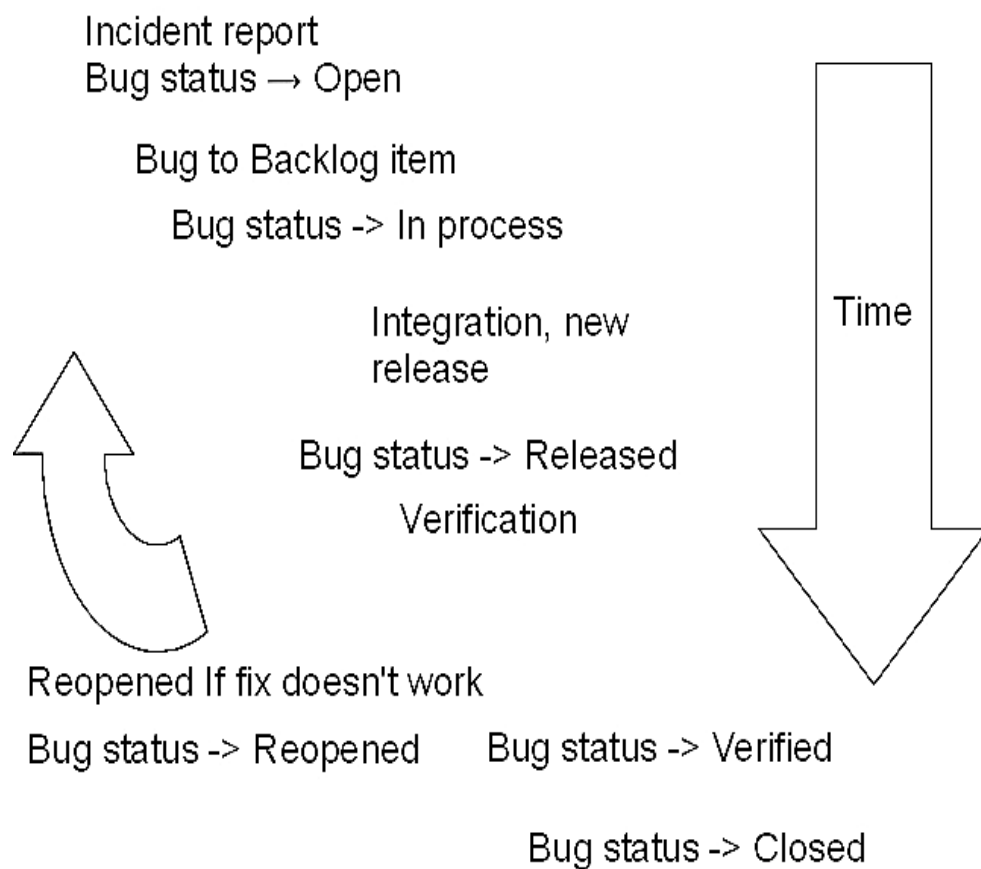 Incident report
Bug status → Open
Bug to Backlog item
Bug status -> In process
Integration, new
release
Time
Bug status -> Released
Verification
Reopened If fix doesn't work
Bug status -> Reopened
Bug status -> Verified
Bug status -> Closed